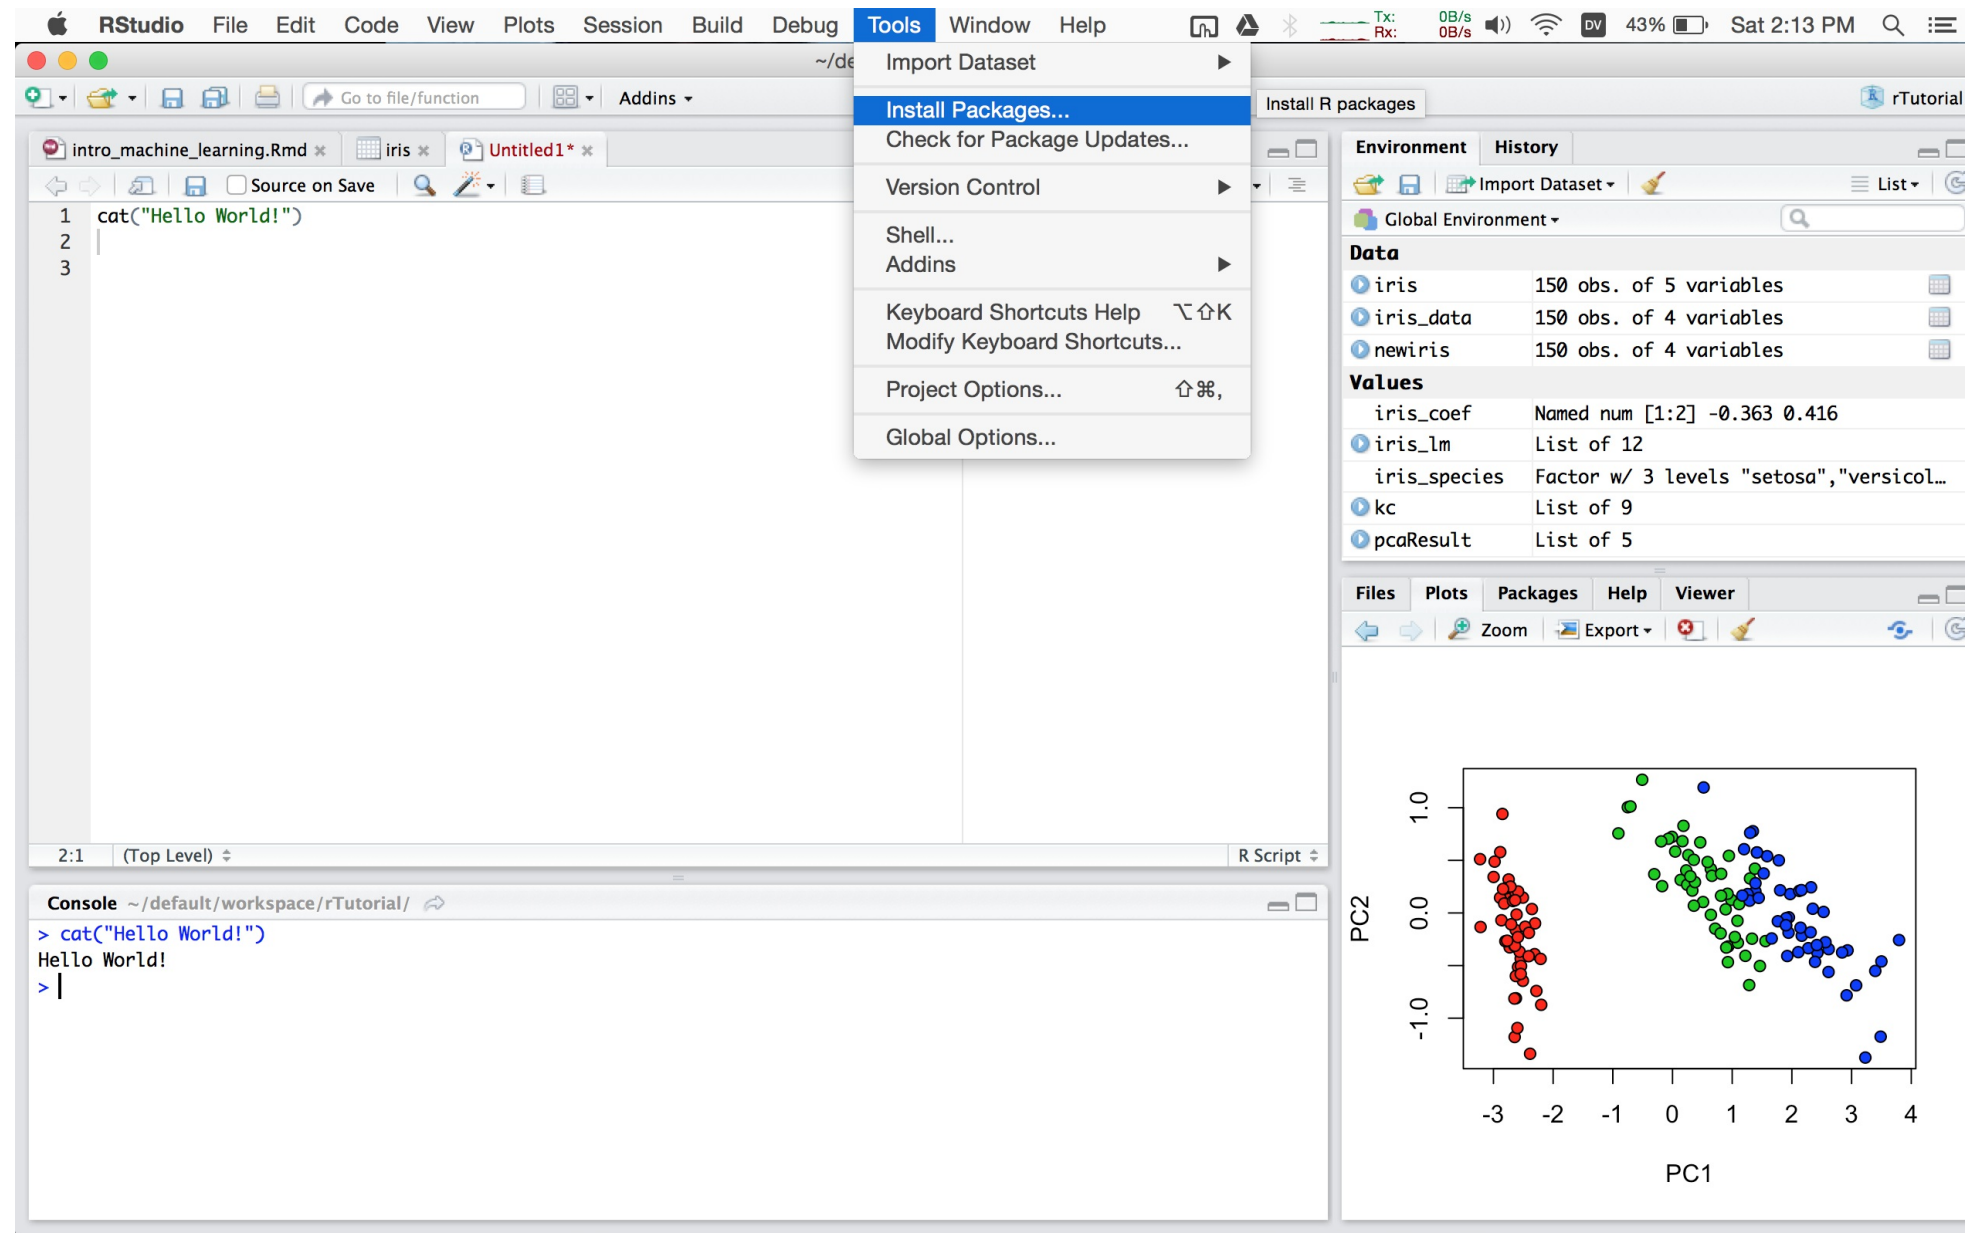 RStudio File Edit Code View Plots Session Build Debug Tools Window Help Tx: 0B/s Rx: 0B/s DV 43% Sat 2:13 PM
~/de
Import Dataset
Install Packages...
Check for Package Updates...
Version Control
Shell...
Addins
Keyboard Shortcuts Help ⌥⇧K
Modify Keyboard Shortcuts...
Project Options... ⇧⌘,
Global Options...
Install R packages
Go to file/function Addins rTutorial
intro_machine_learning.Rmd iris Untitled1*
Source on Save
1 cat("Hello World!")
2
3
2:1 (Top Level) R Script
Console ~/default/workspace/rTutorial/
> cat("Hello World!")
Hello World!
>
Environment History
Import Dataset List
Global Environment
Data
iris 150 obs. of 5 variables
iris_data 150 obs. of 4 variables
newiris 150 obs. of 4 variables
Values
iris_coef Named num [1:2] -0.363 0.416
iris_lm List of 12
iris_species Factor w/ 3 levels "setosa","versicol…
kc List of 9
pcaResult List of 5
Files Plots Packages Help Viewer
Zoom Export
1.0
0.0
-1.0
PC2
-3 -2 -1 0 1 2 3 4
PC1